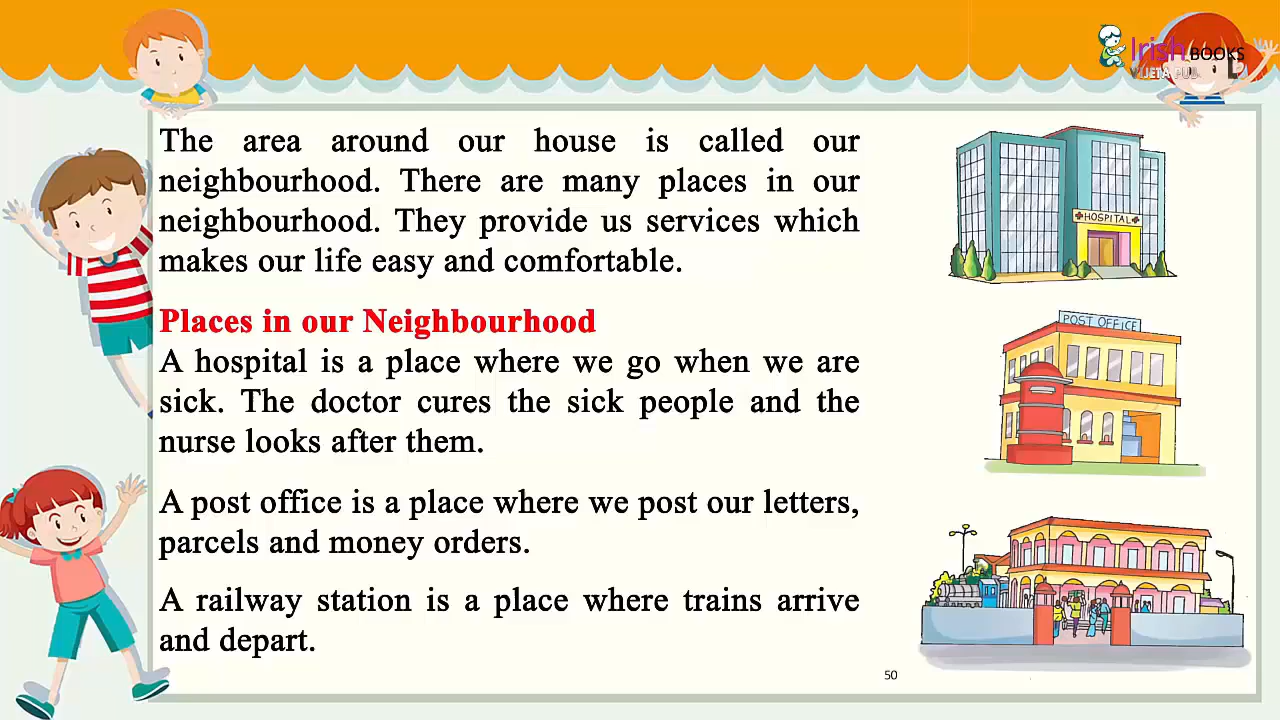 Irish BOOKS
The area around our house is called our
neighbourhood. There are many places in our
neighbourhood. They provide us services which
makes our life easy and comfortable.
HOSPITAL
Places in our Neighbourhood
A hospital is a place where we go when we are
sick. The doctor cures the sick people and the
nurse looks after them.
POST OFFICE
A post office is a place where we post our letters,
parcels and money orders.
A railway station is a place where trains arrive
and depart.
50